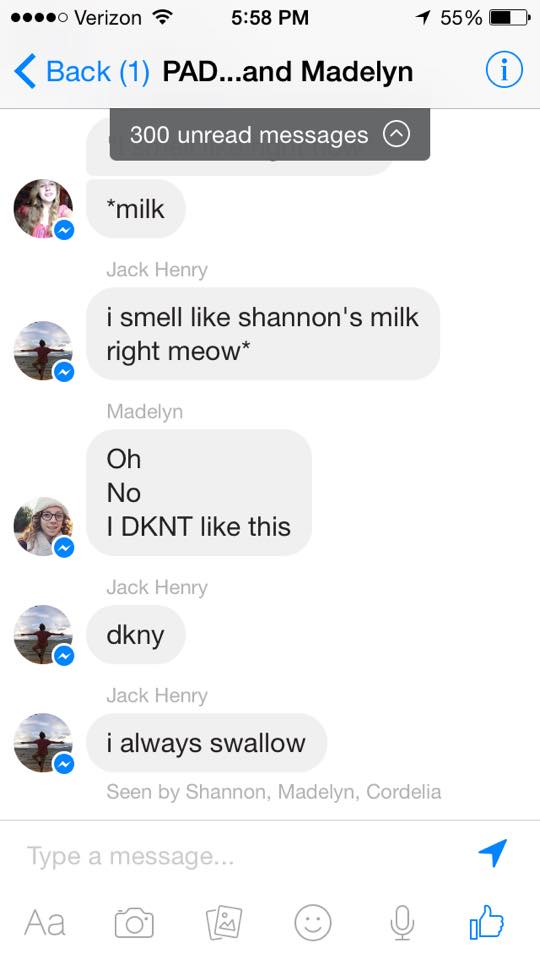 Verizon 5:58 PM 55%
Back (1) PAD...and Madelyn
300 unread messages
*milk
Jack Henry
i smell like shannon's milk
right meow*
Madelyn
Oh
No
I DKNT like this
Jack Henry
dkny
Jack Henry
i always swallow
Seen by Shannon, Madelyn, Cordelia
Type a message...
Aa